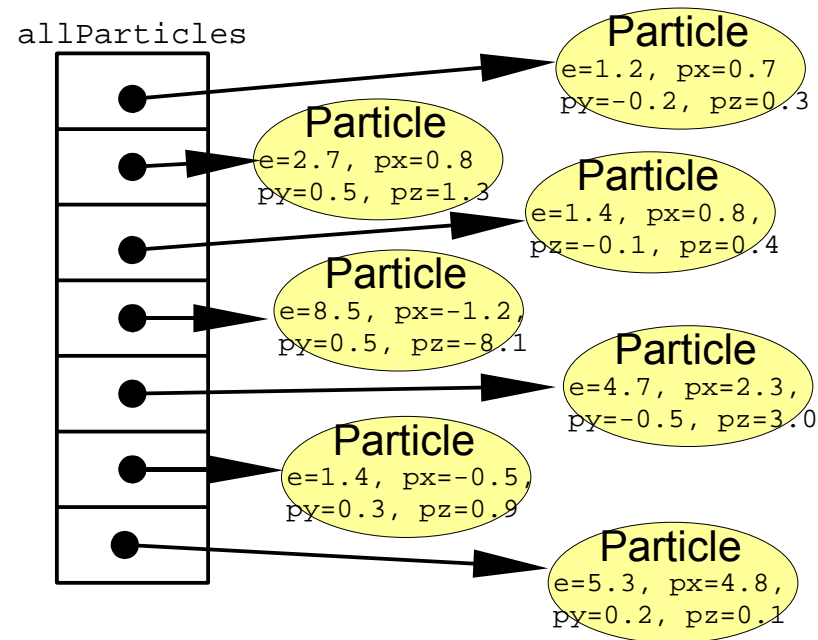 allParticles
Particle
e=1.2, px=0.7
py=-0.2, pz=0.3
Particle
e=2.7, px=0.8
py=0.5, pz=1.3
Particle
e=1.4, px=0.8,
pz=-0.1, pz=0.4
Particle
e=8.5, px=-1.2,
py=0.5, pz=-8.1
Particle
e=4.7, px=2.3,
py=-0.5, pz=3.0
Particle
e=1.4, px=-0.5,
py=0.3, pz=0.9
Particle
e=5.3, px=4.8,
py=0.2, pz=0.1